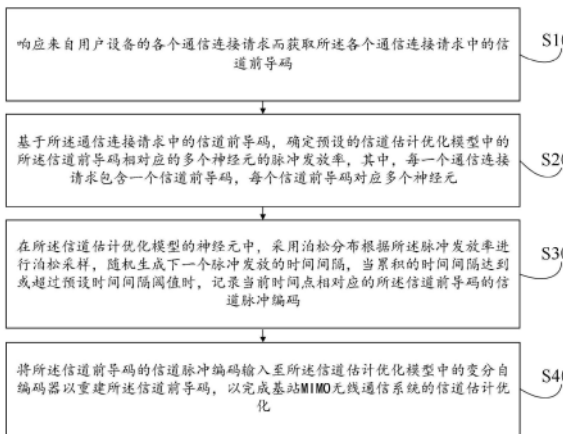 响应来自用户设备的各个通信连接请求而获取所述各个通信连接请求中的信
道前导码
S10
基于所述通信连接请求中的信道前导码，确定预设的信道估计优化模型中的
所述信道前导码相对应的多个神经元的脉冲发放率，其中，每一个通信连接
请求包含一个信道前导码，每个信道前导码对应多个神经元
S20
在所述信道估计优化模型的神经元中，采用泊松分布根据所述脉冲发放率进
行泊松采样，随机生成下一个脉冲发放的时间间隔，当累积的时间间隔达到
或超过预设时间间隔阈值时，记录当前时间点相对应的所述信道前导码的信
道脉冲编码
S30
将所述信道前导码的信道脉冲编码输入至所述信道估计优化模型中的变分自
编码器以重建所述信道前导码，以完成基站MIMO无线通信系统的信道估计优
化
S40